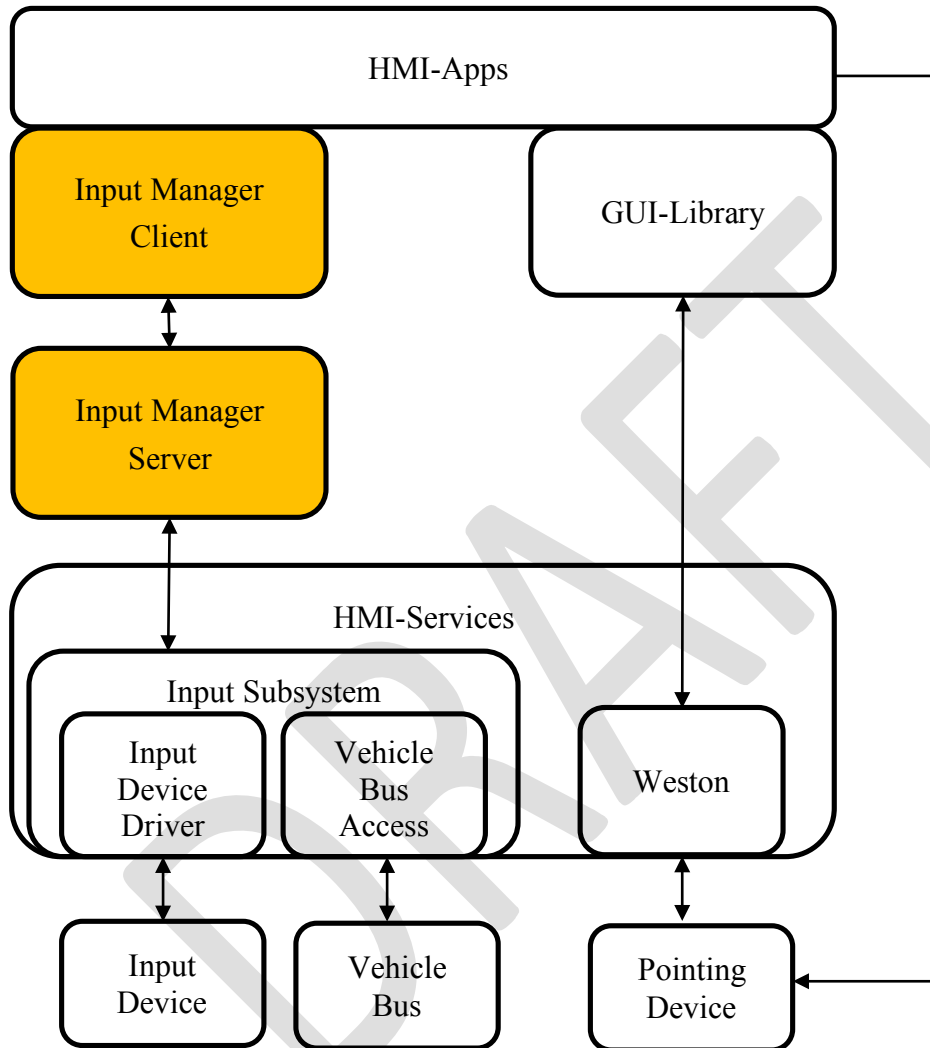 HMI-Apps
Input Manager
Client
GUI-Library
Input Manager
Server
HMI-Services
Input Subsystem
Input
Device
Driver
Vehicle
Bus
Access
Weston
Input
Device
Vehicle
Bus
Pointing
Device
DRAFT